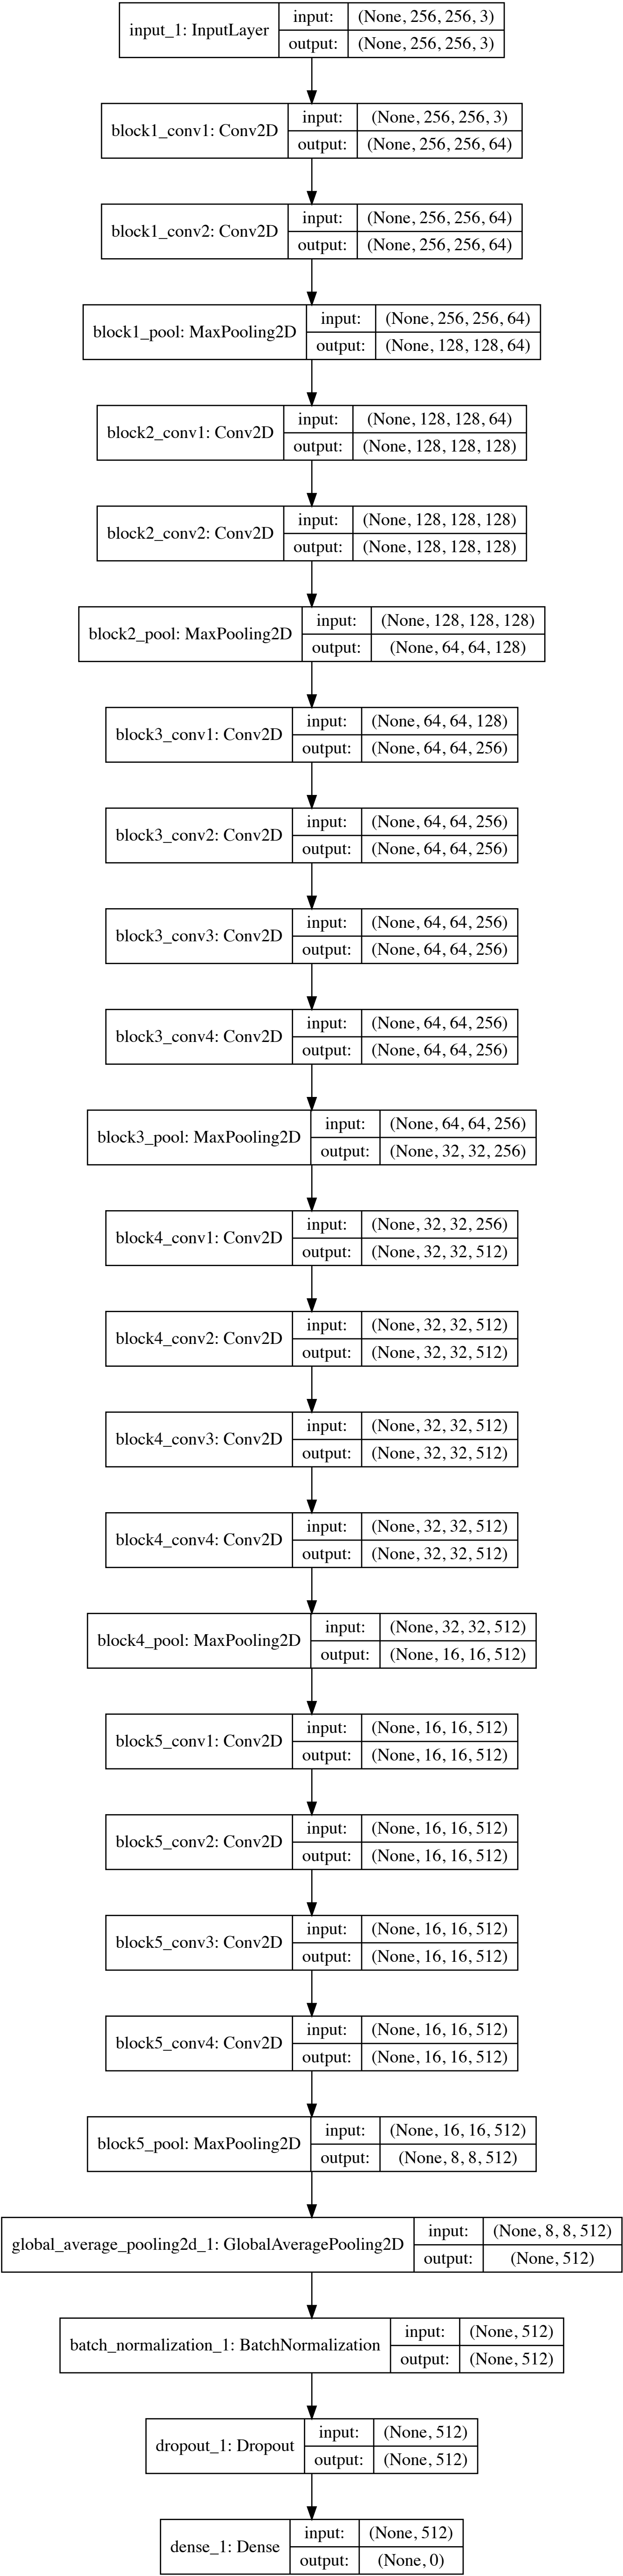 input_1: InputLayer
input: (None, 256, 256, 3)
output: (None, 256, 256, 3)
block1_conv1: Conv2D
input: (None, 256, 256, 3)
output: (None, 256, 256, 64)
block1_conv2: Conv2D
input: (None, 256, 256, 64)
output: (None, 256, 256, 64)
block1_pool: MaxPooling2D
input: (None, 256, 256, 64)
output: (None, 128, 128, 64)
block2_conv1: Conv2D
input: (None, 128, 128, 64)
output: (None, 128, 128, 128)
block2_conv2: Conv2D
input: (None, 128, 128, 128)
output: (None, 128, 128, 128)
block2_pool: MaxPooling2D
input: (None, 128, 128, 128)
output: (None, 64, 64, 128)
block3_conv1: Conv2D
input: (None, 64, 64, 128)
output: (None, 64, 64, 256)
block3_conv2: Conv2D
input: (None, 64, 64, 256)
output: (None, 64, 64, 256)
block3_conv3: Conv2D
input: (None, 64, 64, 256)
output: (None, 64, 64, 256)
block3_conv4: Conv2D
input: (None, 64, 64, 256)
output: (None, 64, 64, 256)
block3_pool: MaxPooling2D
input: (None, 64, 64, 256)
output: (None, 32, 32, 256)
block4_conv1: Conv2D
input: (None, 32, 32, 256)
output: (None, 32, 32, 512)
block4_conv2: Conv2D
input: (None, 32, 32, 512)
output: (None, 32, 32, 512)
block4_conv3: Conv2D
input: (None, 32, 32, 512)
output: (None, 32, 32, 512)
block4_conv4: Conv2D
input: (None, 32, 32, 512)
output: (None, 32, 32, 512)
block4_pool: MaxPooling2D
input: (None, 32, 32, 512)
output: (None, 16, 16, 512)
block5_conv1: Conv2D
input: (None, 16, 16, 512)
output: (None, 16, 16, 512)
block5_conv2: Conv2D
input: (None, 16, 16, 512)
output: (None, 16, 16, 512)
block5_conv3: Conv2D
input: (None, 16, 16, 512)
output: (None, 16, 16, 512)
block5_conv4: Conv2D
input: (None, 16, 16, 512)
output: (None, 16, 16, 512)
block5_pool: MaxPooling2D
input: (None, 16, 16, 512)
output: (None, 8, 8, 512)
global_average_pooling2d_1: GlobalAveragePooling2D
input: (None, 8, 8, 512)
output: (None, 512)
batch_normalization_1: BatchNormalization
input: (None, 512)
output: (None, 512)
dropout_1: Dropout
input: (None, 512)
output: (None, 512)
dense_1: Dense
input: (None, 512)
output: (None, 0)